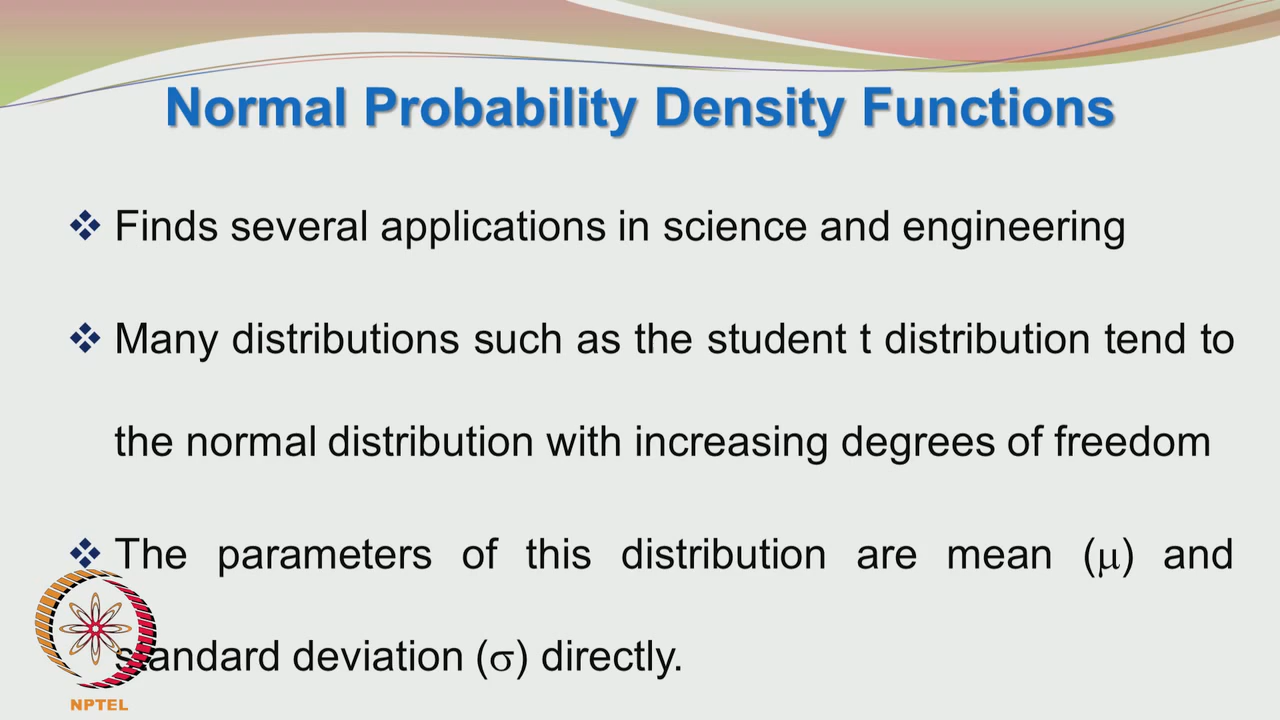 Normal Probability Density Functions
❖ Finds several applications in science and engineering
❖ Many distributions such as the student t distribution tend to
the normal distribution with increasing degrees of freedom
❖ The parameters of this distribution are mean (μ) and
standard deviation (σ) directly.
NPTEL